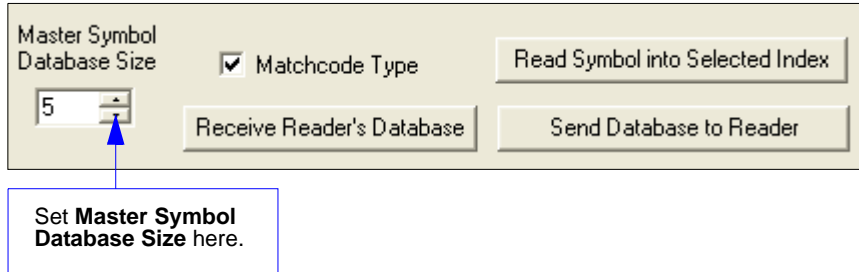 Master Symbol
Database Size
5
Matchcode Type
Read Symbol into Selected Index
Receive Reader's Database
Send Database to Reader
Set Master Symbol
Database Size here.